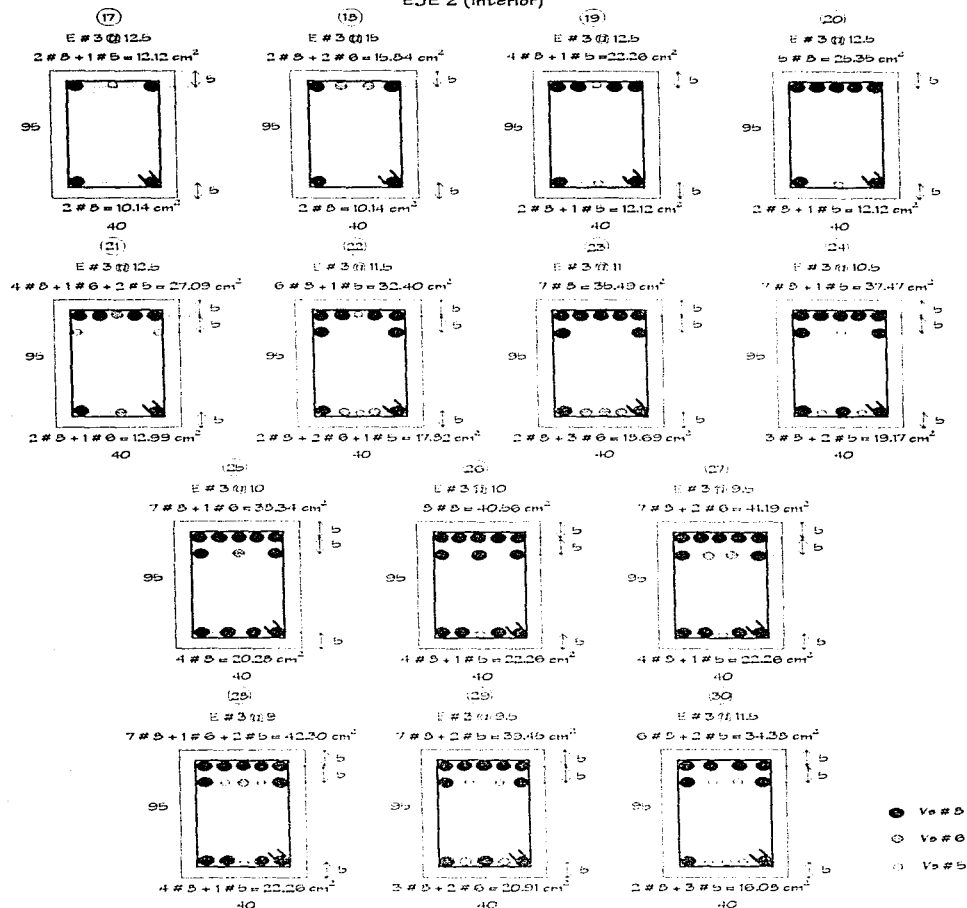 EJE 2 (interior)
(17) (18) (19) (20)
E # 3 @ 12.5 E # 3 @ 15 E # 3 @ 12.5 E # 3 @ 12.5
2 # 8 + 1 # 5 = 12.12 cm² 2 # 8 + 2 # 6 = 15.84 cm² 4 # 8 + 1 # 5 = 22.26 cm² 5 # 8 = 25.35 cm²
5 5 5 5
95 95 95 95
5 5 5 5
2 # 8 = 10.14 cm² 2 # 8 = 10.14 cm² 2 # 8 + 1 # 5 = 12.12 cm² 2 # 8 + 1 # 5 = 12.12 cm²
40 40 40 40
(21) (22) (23) (24)
E # 3 @ 12.5 E # 3 @ 11.5 E # 3 @ 11 E # 3 @ 10.5
4 # 8 + 1 # 6 + 2 # 5 = 27.09 cm² 6 # 8 + 1 # 5 = 32.40 cm² 7 # 8 = 35.49 cm² 7 # 8 + 1 # 5 = 37.47 cm²
5 5 5 5
5 5 5 5
95 95 95 95
5 5 5 5
2 # 8 + 1 # 6 = 12.99 cm² 2 # 8 + 2 # 6 + 1 # 5 = 17.82 cm² 2 # 8 + 3 # 6 = 18.69 cm² 3 # 8 + 2 # 5 = 19.17 cm²
40 40 40 40
(25) (26) (27)
E # 3 @ 10 E # 3 @ 10 E # 3 @ 9.5
7 # 8 + 1 # 6 = 38.34 cm² 8 # 8 = 40.56 cm² 7 # 8 + 2 # 6 = 41.19 cm²
5 5 5
5 5 5
95 95 95
5 5 5
4 # 8 = 20.28 cm² 4 # 8 + 1 # 5 = 22.26 cm² 4 # 8 + 1 # 5 = 22.26 cm²
40 40 40
(28) (29) (30)
E # 3 @ 9 E # 3 @ 9.5 E # 3 @ 11.5
7 # 8 + 1 # 6 + 2 # 5 = 42.30 cm² 7 # 8 + 2 # 5 = 39.45 cm² 6 # 8 + 2 # 5 = 34.38 cm²
5 5 5
5 5 5
95 95 95
5 5 5
4 # 8 + 1 # 5 = 22.26 cm² 3 # 8 + 2 # 6 = 20.91 cm² 2 # 8 + 3 # 5 = 16.08 cm²
40 40 40
Vs # 8
Vs # 6
Vs # 5